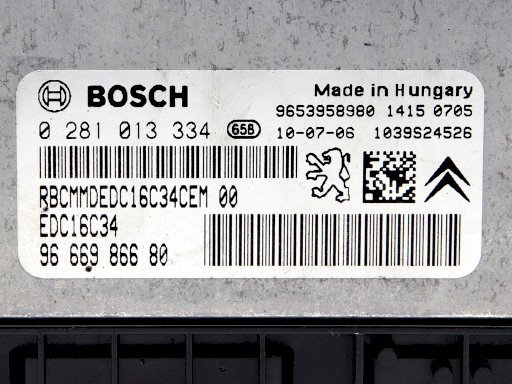 BOSCH
Made in Hungary
9653958980 1415 0705
0 281 013 334 658 10-07-06 1039S24526
RBCMMDEDC16C34CEM 00
EDC16C34
96 669 866 80